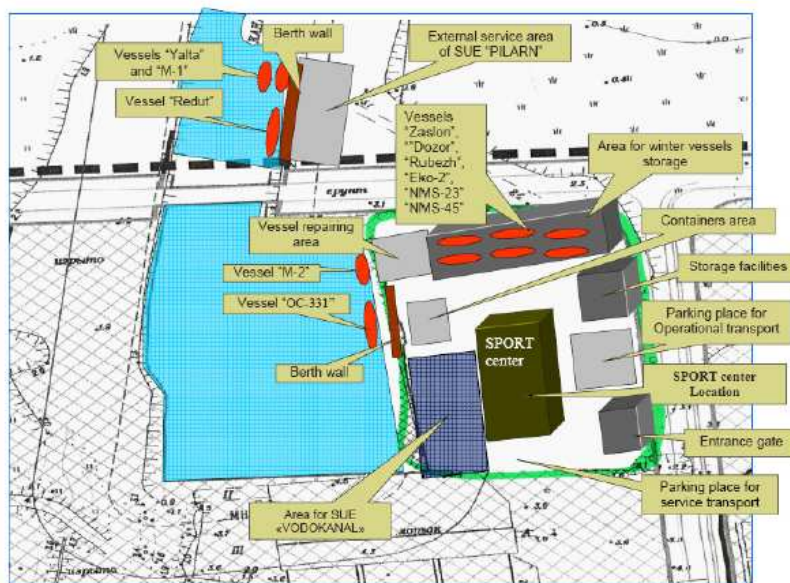 Vessels “Yalta”
and “M-1”
Berth wall
External service area
of SUE “PILARN”
Vessel “Redut”
Vessels
“Zaslon”,
“Dozor”,
“Rubezh”,
“Eko-2”,
“NMS-23”
“NMS-45”
Area for winter vessels
storage
Containers area
Vessel repairing
area
Storage facilities
Vessel “M-2”
Vessel “OC-331”
Parking place for
Operational transport
Berth wall
SPORT
center
SPORT center
Location
Entrance gate
Area for SUE
«VODOKANAL»
Parking place for
service transport
грунт
II
III